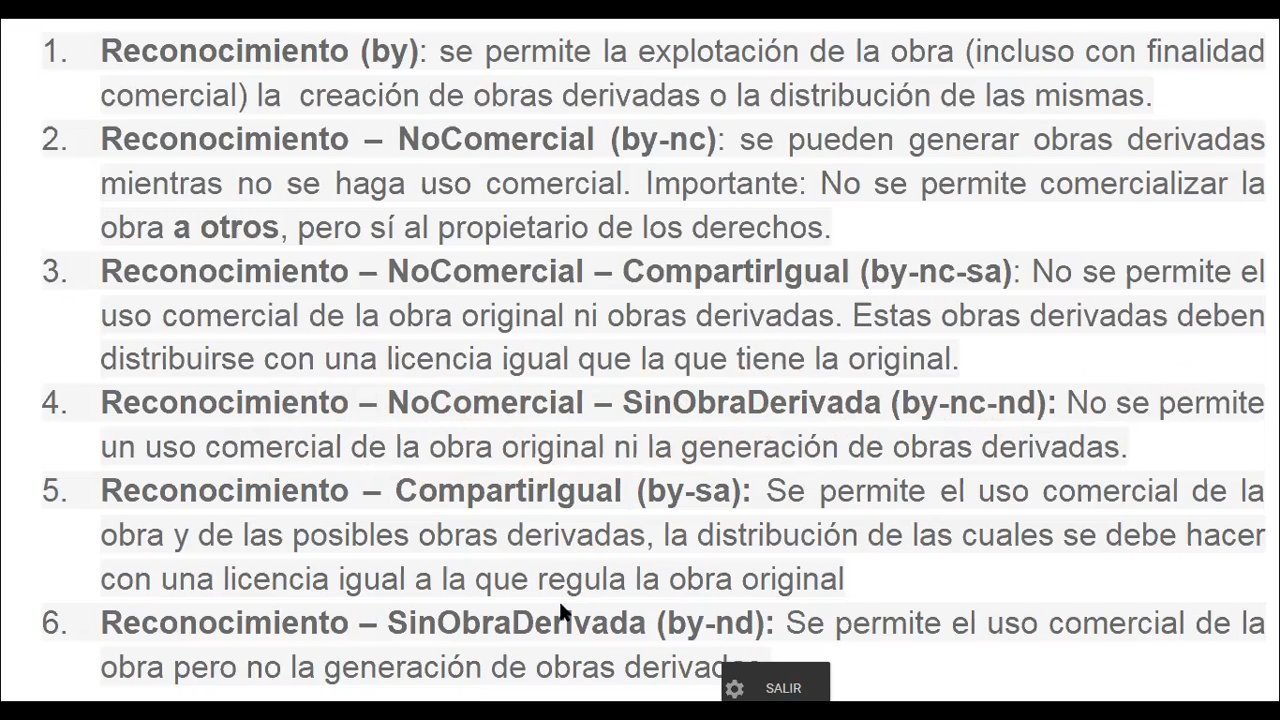 1. Reconocimiento (by): se permite la explotación de la obra (incluso con finalidad
comercial) la creación de obras derivadas o la distribución de las mismas.
2. Reconocimiento – NoComercial (by-nc): se pueden generar obras derivadas
mientras no se haga uso comercial. Importante: No se permite comercializar la
obra a otros, pero sí al propietario de los derechos.
3. Reconocimiento – NoComercial – CompartirIgual (by-nc-sa): No se permite el
uso comercial de la obra original ni obras derivadas. Estas obras derivadas deben
distribuirse con una licencia igual que la que tiene la original.
4. Reconocimiento – NoComercial – SinObraDerivada (by-nc-nd): No se permite
un uso comercial de la obra original ni la generación de obras derivadas.
5. Reconocimiento – CompartirIgual (by-sa): Se permite el uso comercial de la
obra y de las posibles obras derivadas, la distribución de las cuales se debe hacer
con una licencia igual a la que regula la obra original
6. Reconocimiento – SinObraDerivada (by-nd): Se permite el uso comercial de la
obra pero no la generación de obras
SALIR